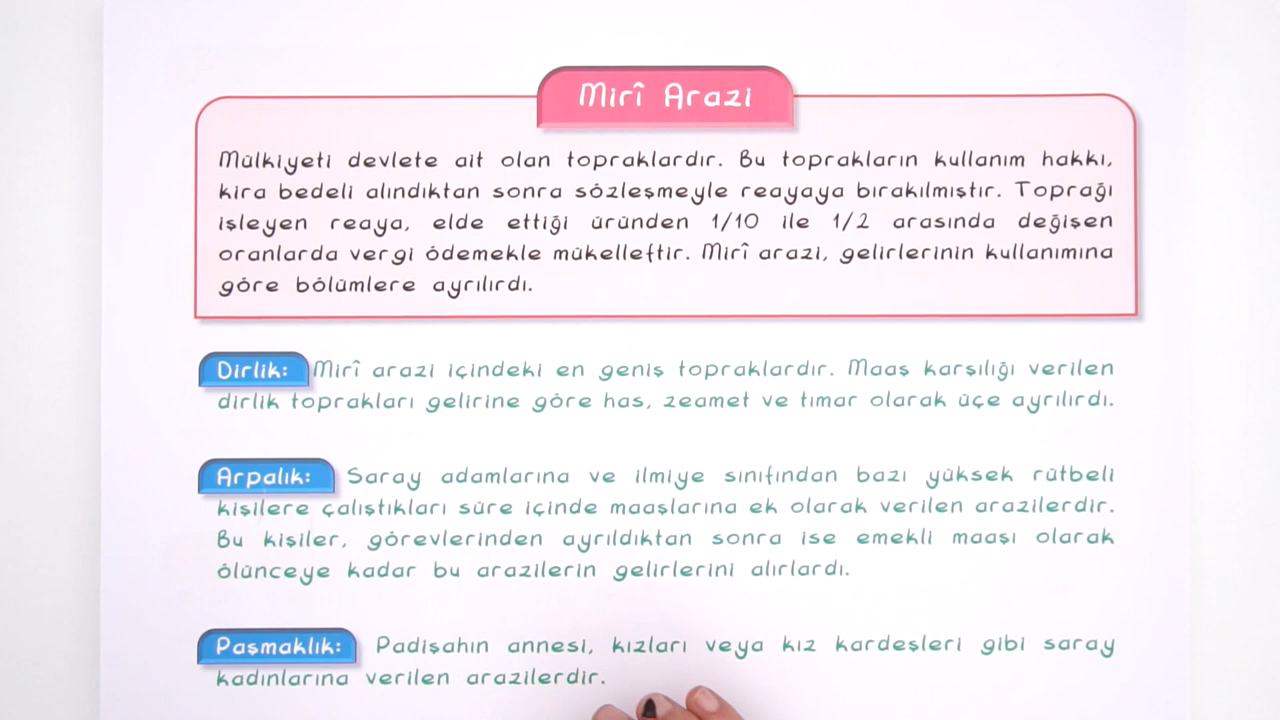 Mirî Arazi
Mülkiyeti devlete ait olan topraklardır. Bu toprakların kullanım hakkı,
kira bedeli alındıktan sonra sözleşmeyle reayaya bırakılmıştır. Toprağı
işleyen reaya, elde ettiği üründen 1/10 ile 1/2 arasında değişen
oranlarda vergi ödemekle mükelleftir. Mirî arazi, gelirlerinin kullanımına
göre bölümlere ayrılırdı.
Dirlik: Mirî arazi içindeki en geniş topraklardır. Maaş karşılığı verilen
dirlik toprakları gelirine göre has, zeamet ve tımar olarak üçe ayrılırdı.
Arpalık: Saray adamlarına ve ilmiye sınıfından bazı yüksek rütbeli
kişilere çalıştıkları süre içinde maaşlarına ek olarak verilen arazilerdir.
Bu kişiler, görevlerinden ayrıldıktan sonra ise emekli maaşı olarak
ölünceye kadar bu arazilerin gelirlerini alırlardı.
Paşmaklık: Padişahın annesi, kızları veya kız kardeşleri gibi saray
kadınlarına verilen arazilerdir.